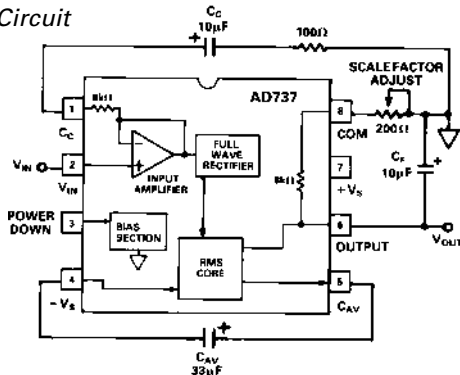 Circuit
CC
10µF
+
100Ω
SCALE FACTOR
ADJUST
AD737
1
8kΩ
CC
8
COM
200Ω
FULL
WAVE
RECTIFIER
VIN
2
VIN
INPUT
AMPLIFIER
8kΩ
7
+VS
CF
10µF
+
POWER
DOWN
3
BIAS
SECTION
6
OUTPUT
VOUT
RMS
CORE
4
−VS
5
CAV
CAV
33µF
+